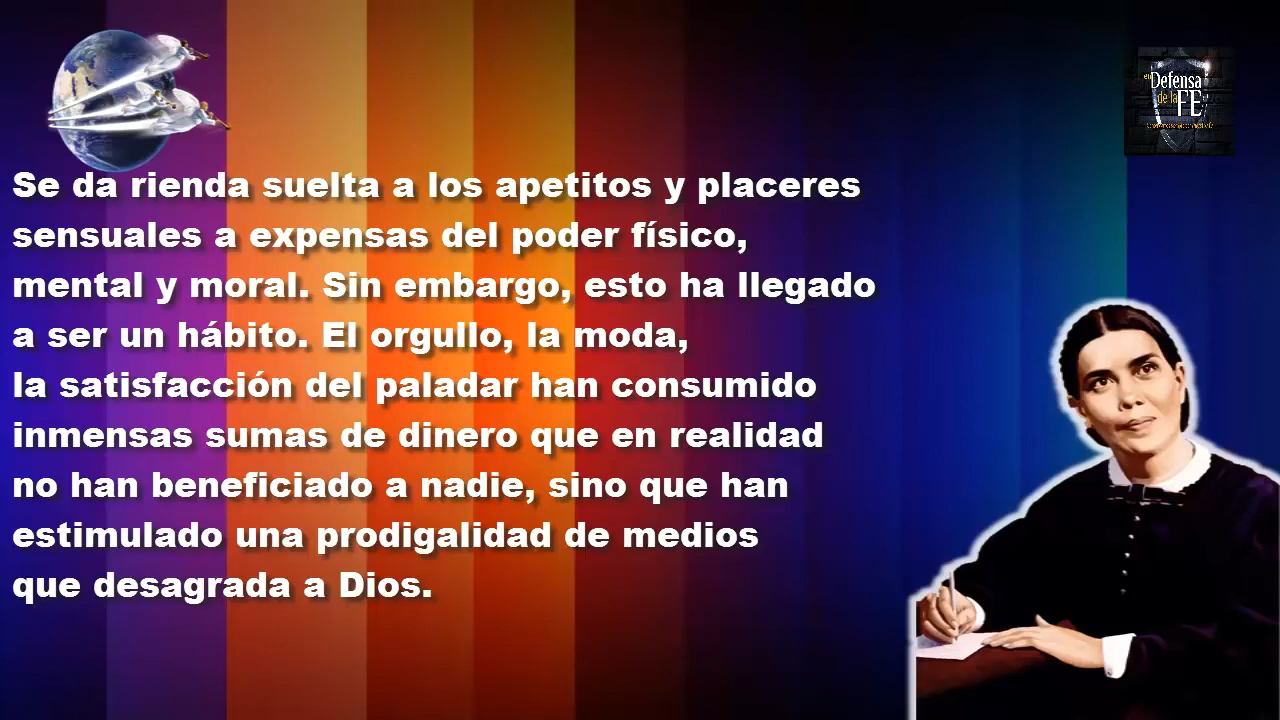 en
Defensa
de la
FE
Se da rienda suelta a los apetitos y placeres
sensuales a expensas del poder físico,
mental y moral. Sin embargo, esto ha llegado
a ser un hábito. El orgullo, la moda,
la satisfacción del paladar han consumido
inmensas sumas de dinero que en realidad
no han beneficiado a nadie, sino que han
estimulado una prodigalidad de medios
que desagrada a Dios.